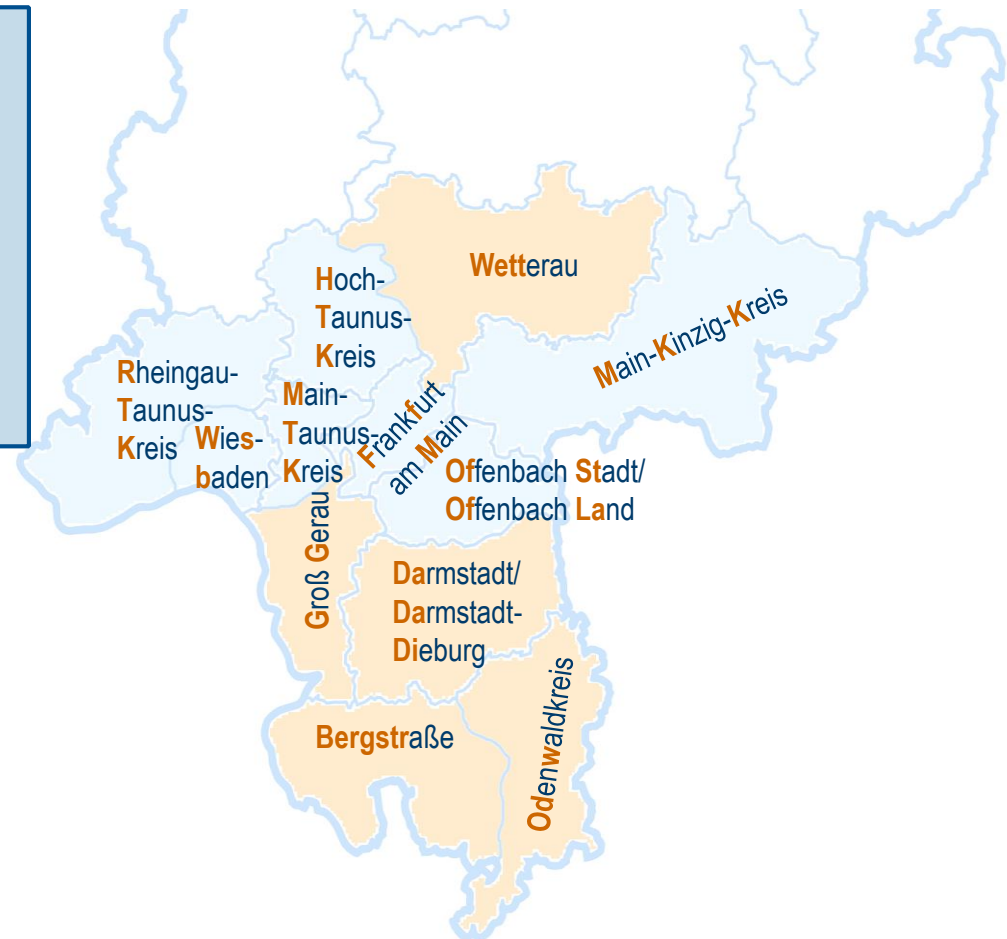 Wetterau
Hoch-
Taunus-
Kreis
Main-Kinzig-Kreis
Rheingau-
Taunus-
Kreis
Wies-
baden
Main-
Taunus-
Kreis
Frankfurt
am Main
Offenbach Stadt/
Offenbach Land
Groß Gerau
Darmstadt/
Darmstadt-
Dieburg
Bergstraße
Odenwaldkreis